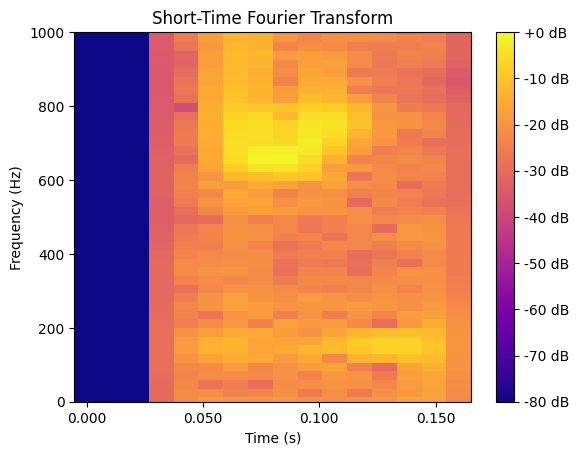 Short-Time Fourier Transform
1000
800
600
400
200
0
Frequency (Hz)
0.000
0.050
0.100
0.150
Time (s)
+0 dB
-10 dB
-20 dB
-30 dB
-40 dB
-50 dB
-60 dB
-70 dB
-80 dB